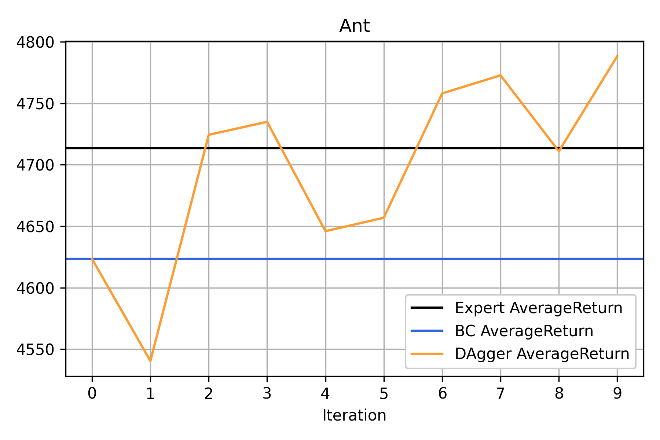 Ant
4800
4750
4700
4650
4600
4550
Expert AverageReturn
BC AverageReturn
DAgger AverageReturn
0 1 2 3 4 5 6 7 8 9
Iteration